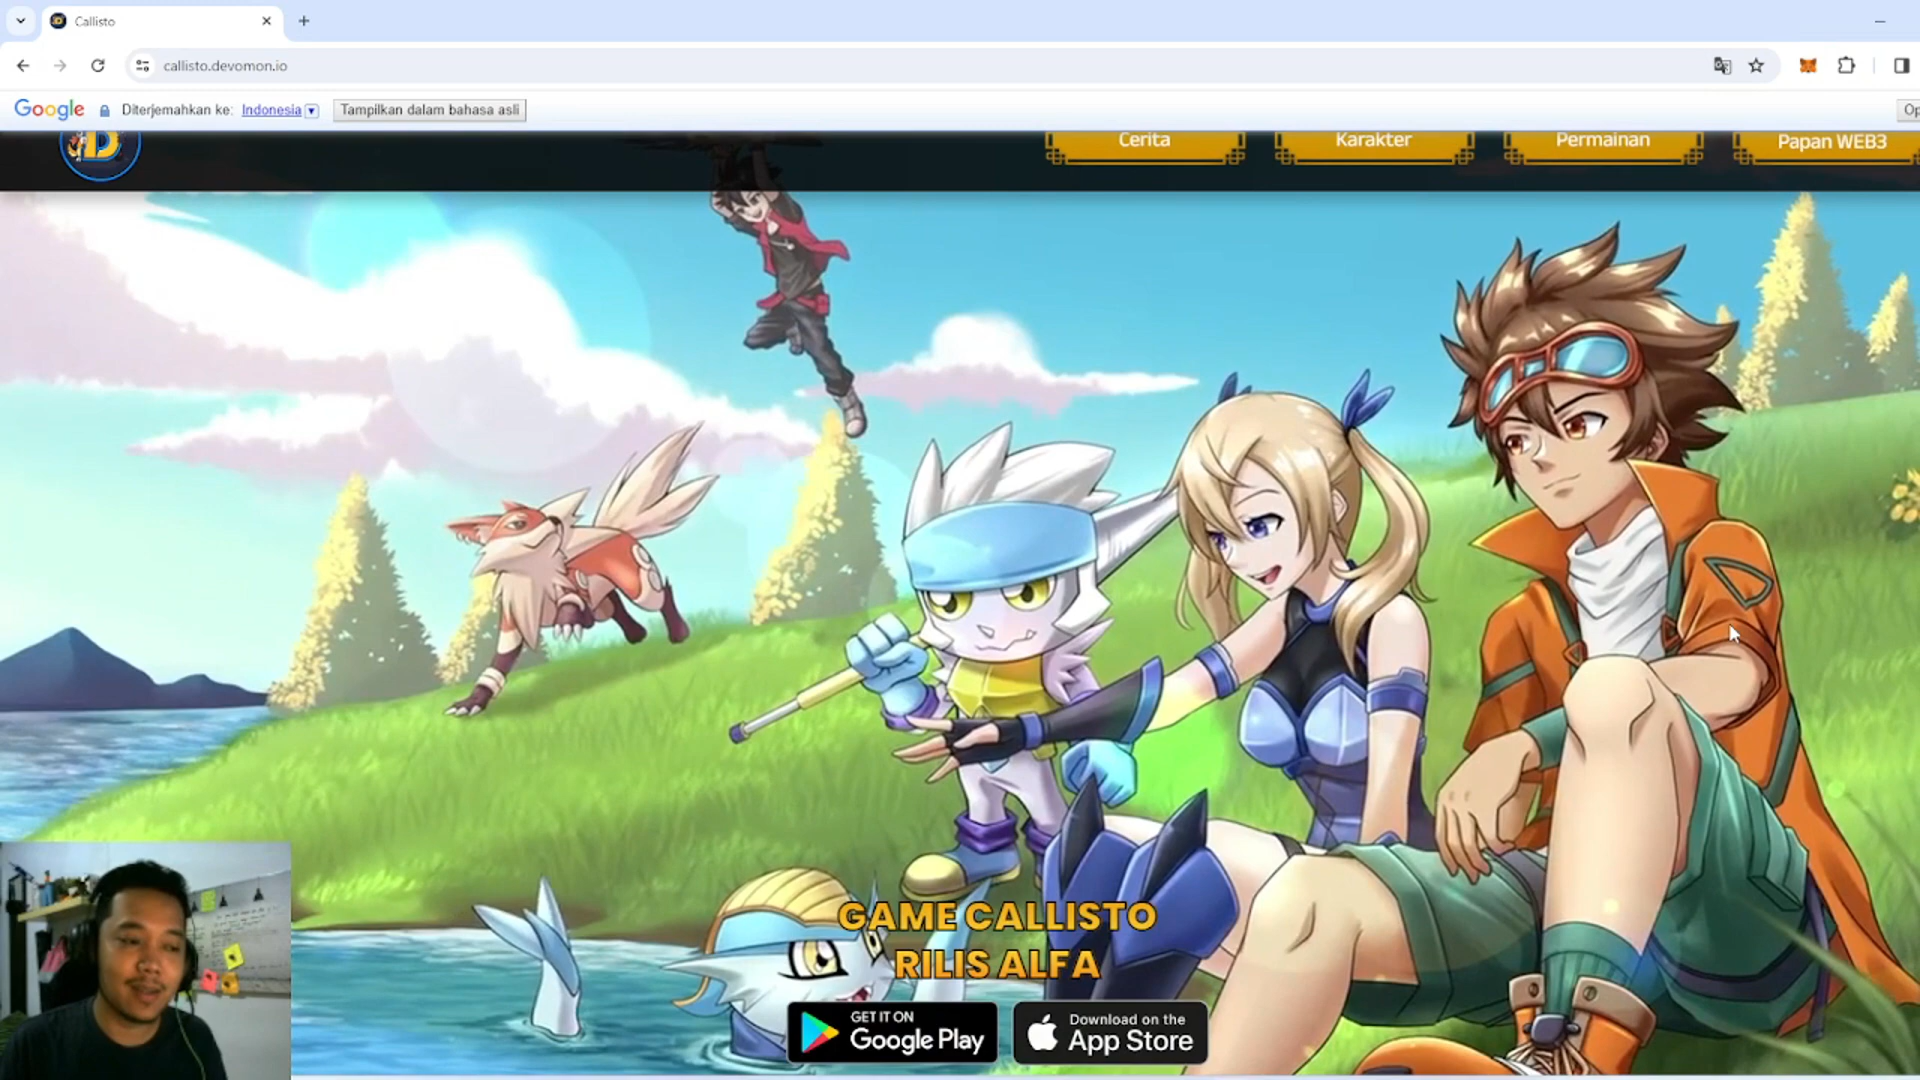 Callisto
callisto.devomon.io
Google Diterjemahkan ke: Indonesia Tampilkan dalam bahasa asli
Cerita Karakter Permainan Papan WEB3
GAME CALLISTO
RILIS ALFA
GET IT ON
Google Play
Download on the
App Store